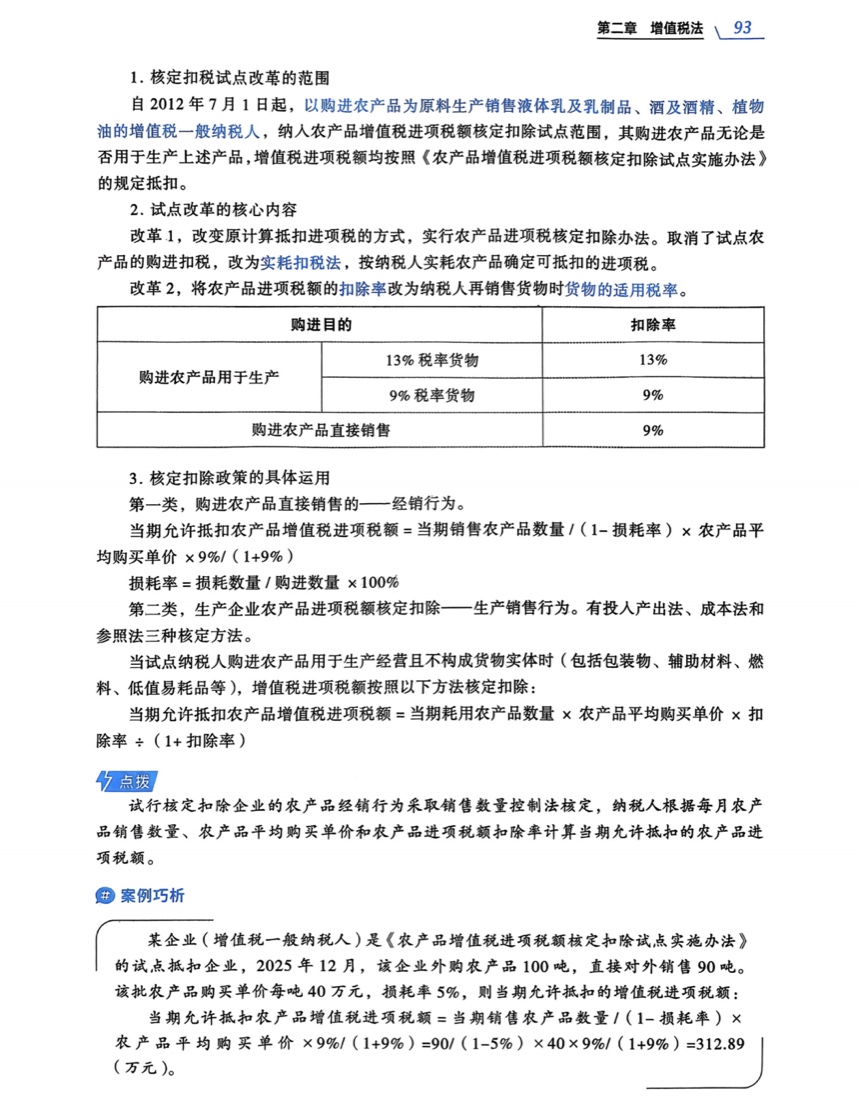 第二章 增值税法 93
1. 核定扣税试点改革的范围
自 2012 年 7 月 1 日起，以购进农产品为原料生产销售液体乳及乳制品、酒及酒精、植物
油的增值税一般纳税人，纳入农产品增值税进项税额核定扣除试点范围，其购进农产品无论是
否用于生产上述产品，增值税进项税额均按照《农产品增值税进项税额核定扣除试点实施办法》
的规定抵扣。
2. 试点改革的核心内容
改革 1，改变原计算抵扣进项税的方式，实行农产品进项税核定扣除办法。取消了试点农
产品的购进扣税，改为实耗扣税法，按纳税人实耗农产品确定可抵扣的进项税。
改革 2，将农产品进项税额的扣除率改为纳税人再销售货物时货物的适用税率。
购进目的 扣除率
购进农产品用于生产 13% 税率货物 13%
9% 税率货物 9%
购进农产品直接销售 9%
3. 核定扣除政策的具体运用
第一类，购进农产品直接销售的——经销行为。
当期允许抵扣农产品增值税进项税额 = 当期销售农产品数量 /（1- 损耗率）× 农产品平
均购买单价 ×9%/（1+9%）
损耗率 = 损耗数量 / 购进数量 ×100%
第二类，生产企业农产品进项税额核定扣除——生产销售行为。有投入产出法、成本法和
参照法三种核定方法。
当试点纳税人购进农产品用于生产经营且不构成货物实体时（包括包装物、辅助材料、燃
料、低值易耗品等），增值税进项税额按照以下方法核定扣除：
当期允许抵扣农产品增值税进项税额 = 当期耗用农产品数量 × 农产品平均购买单价 × 扣
除率 ÷（1+ 扣除率）
点拨
试行核定扣除企业的农产品经销行为采取销售数量控制法核定，纳税人根据每月农产
品销售数量、农产品平均购买单价和农产品进项税额扣除率计算当期允许抵扣的农产品进
项税额。
# 案例巧析
某企业（增值税一般纳税人）是《农产品增值税进项税额核定扣除试点实施办法》
的试点抵扣企业，2025 年 12 月，该企业外购农产品 100 吨，直接对外销售 90 吨。
该批农产品购买单价每吨 40 万元，损耗率 5%，则当期允许抵扣的增值税进项税额：
当期允许抵扣农产品增值税进项税额 = 当期销售农产品数量 /（1- 损耗率）×
农产品平均购买单价 ×9%/（1+9%）=90/（1-5%）×40×9%/（1+9%）=312.89
（万元）。